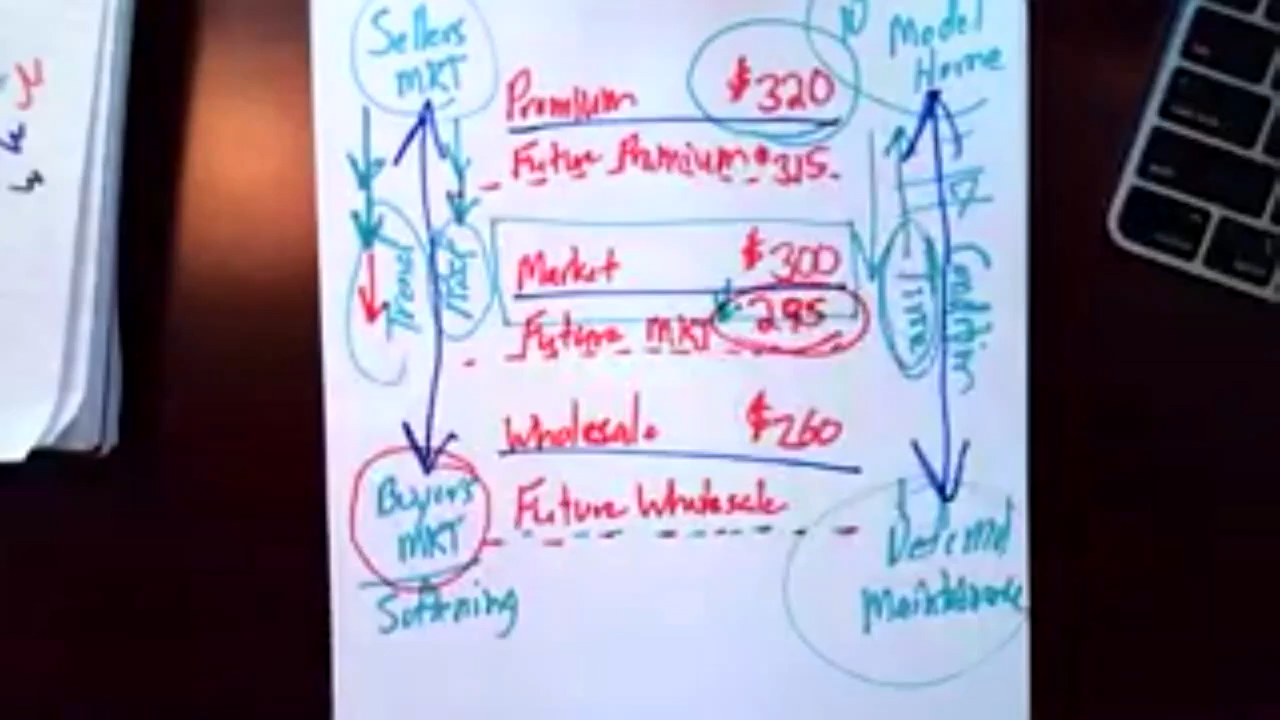 Sellers
MKT
Model
Home
Premium $320
Future Premium $315
Trend
Time
Condition
Market $300
Future MKT 295
Wholesale $260
Buyers
MKT
Softening
Future Wholesale
Deferred
Maintenance